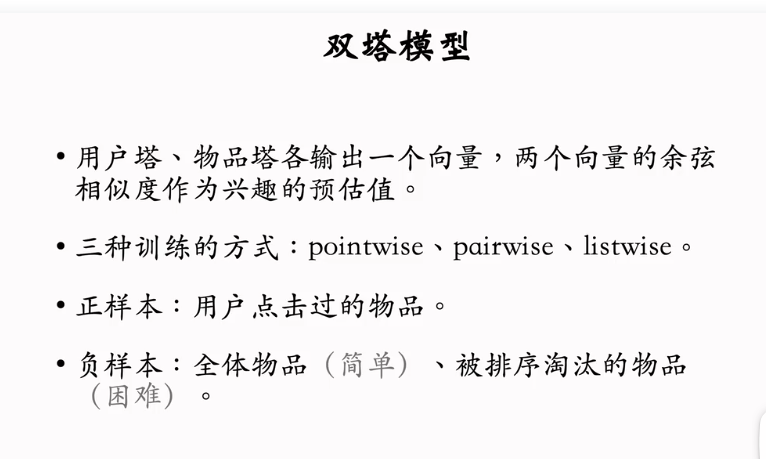 双塔模型
• 用户塔、物品塔各输出一个向量，两个向量的余弦
相似度作为兴趣的预估值。
• 三种训练的方式：pointwise、pairwise、listwise。
• 正样本：用户点击过的物品。
• 负样本：全体物品（简单）、被排序淘汰的物品
（困难）。